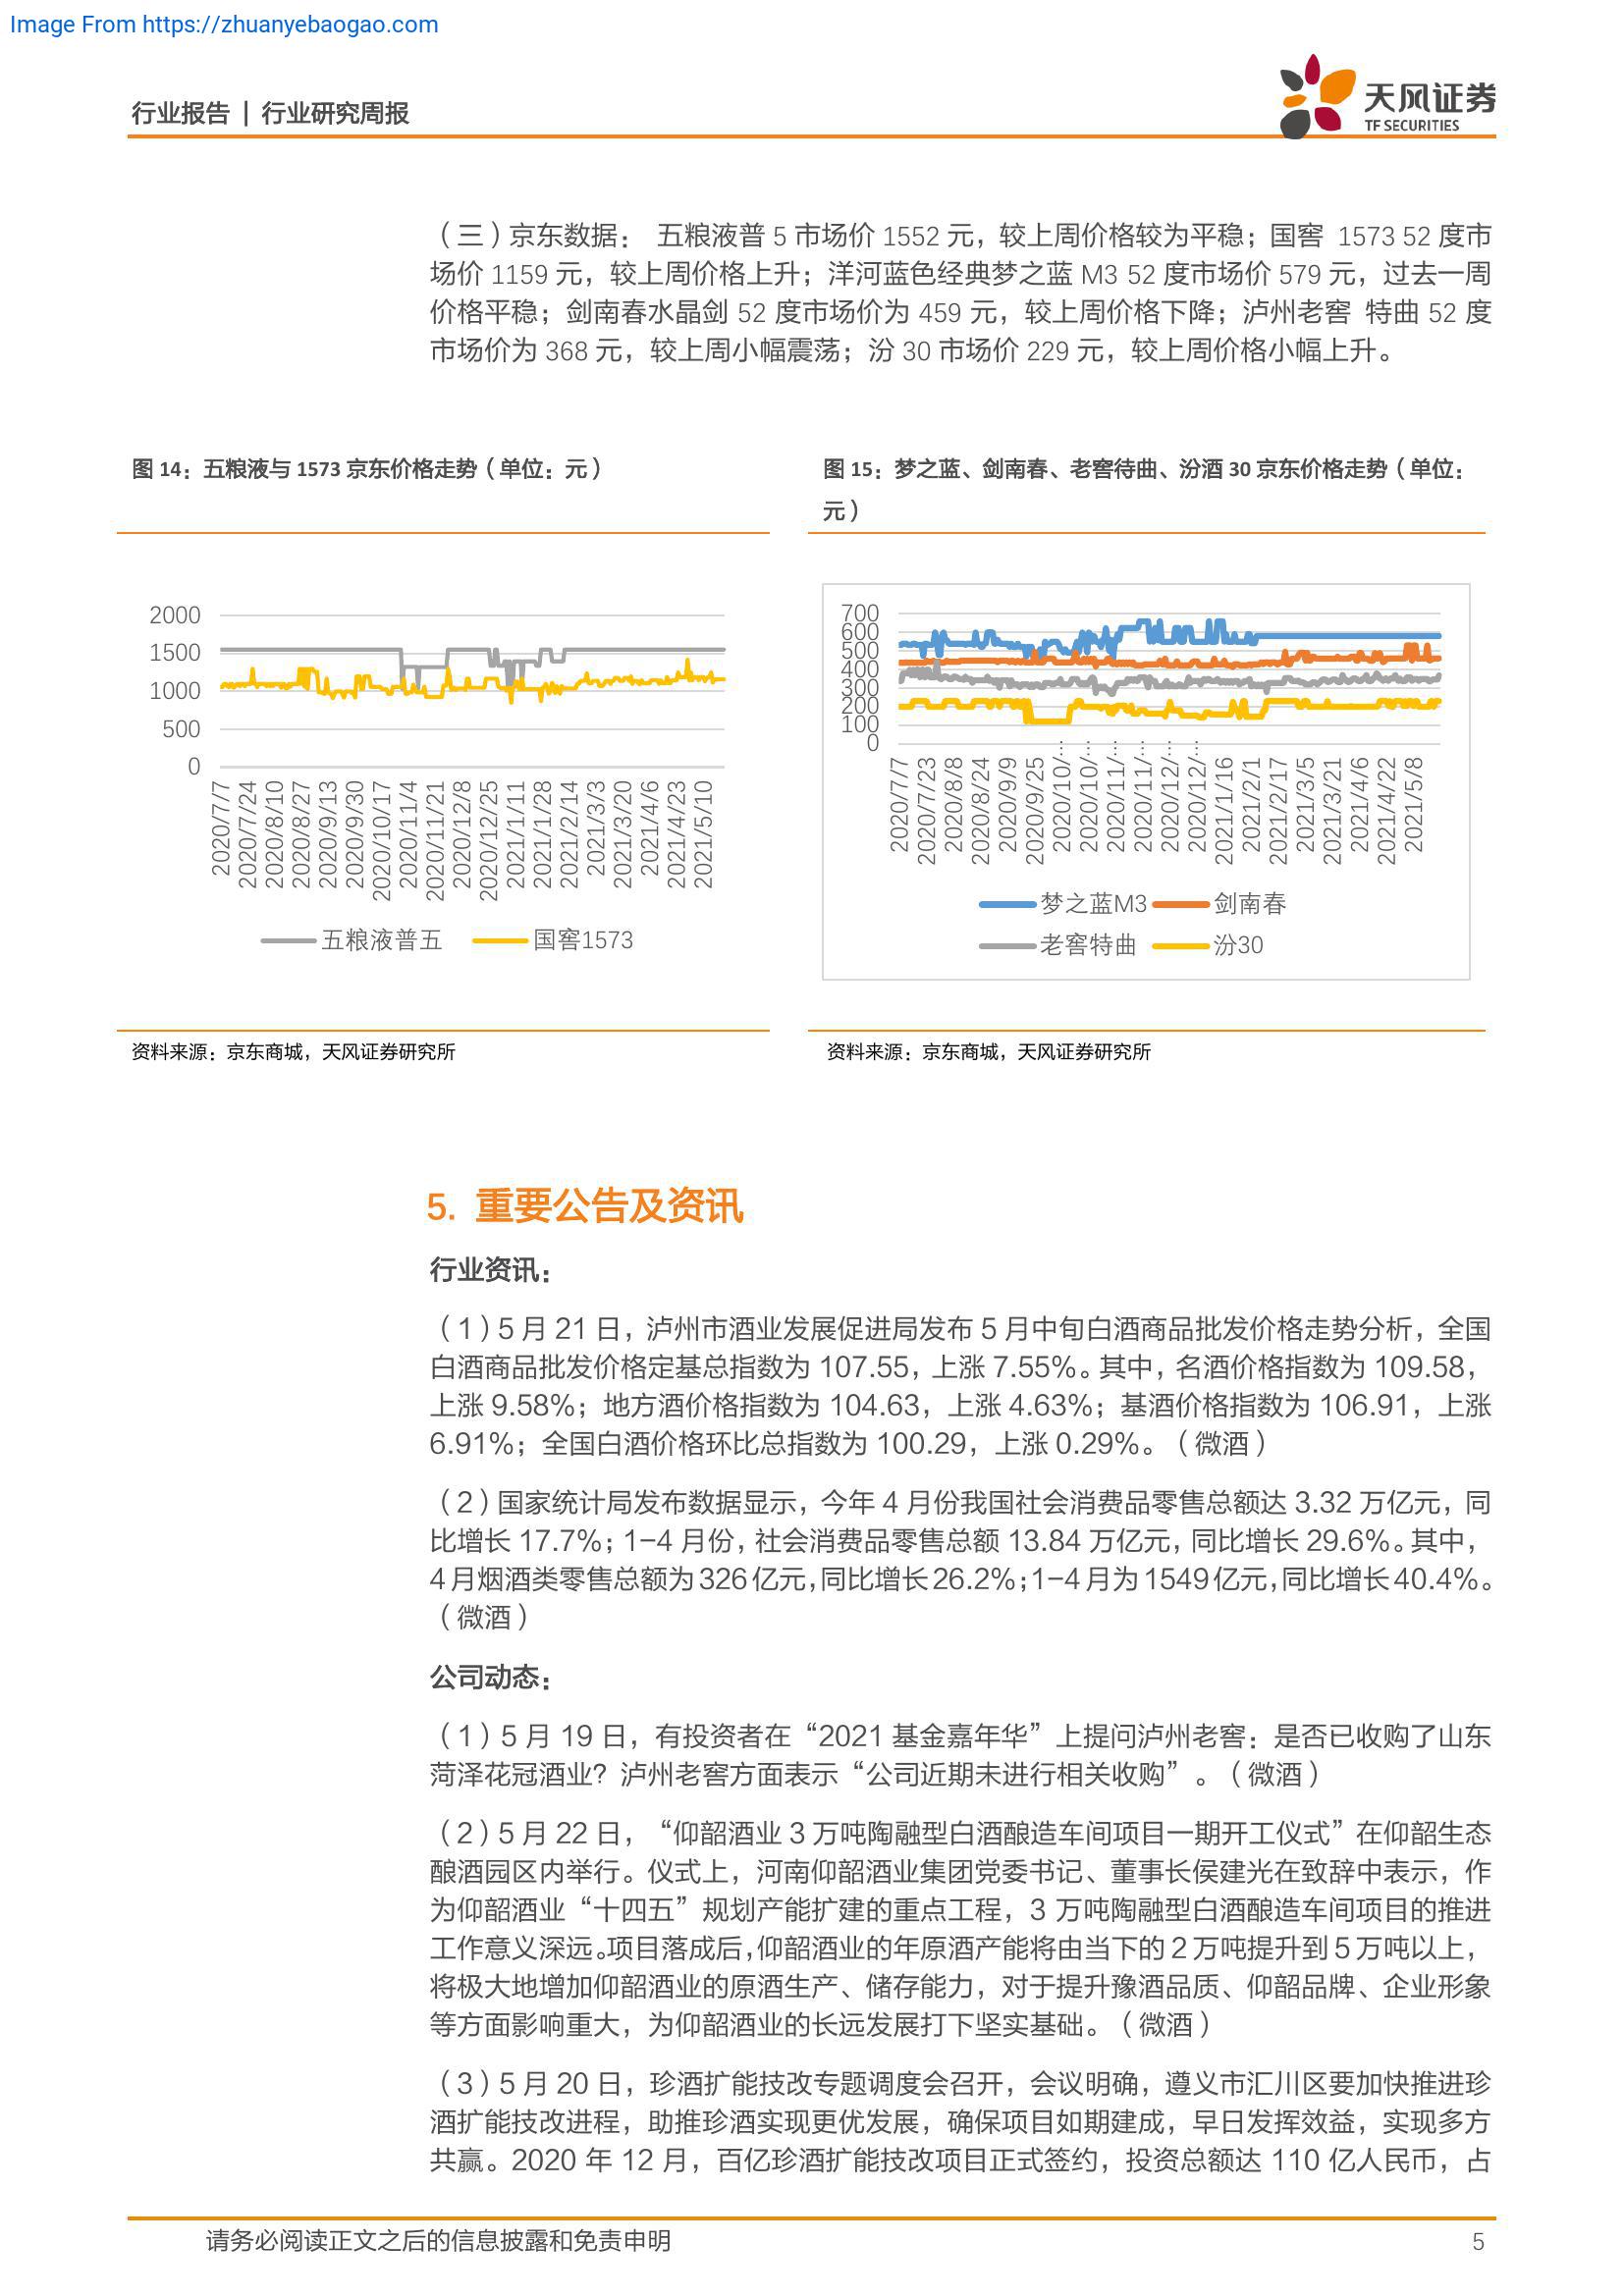 Image From https://zhuanyebaogao.com
行业报告 | 行业研究周报
天风证券
TF SECURITIES
（三）京东数据： 五粮液普 5 市场价 1552 元，较上周价格较为平稳；国窖 1573 52 度市
场价 1159 元，较上周价格上升；洋河蓝色经典梦之蓝 M3 52 度市场价 579 元，过去一周
价格平稳；剑南春水晶剑 52 度市场价为 459 元，较上周价格下降；泸州老窖 特曲 52 度
市场价为 368 元，较上周小幅震荡；汾 30 市场价 229 元，较上周价格小幅上升。
图 14：五粮液与 1573 京东价格走势（单位：元）
2000
1500
1000
500
0
2020/7/7
2020/7/24
2020/8/10
2020/8/27
2020/9/13
2020/9/30
2020/10/17
2020/11/4
2020/11/21
2020/12/8
2020/12/25
2021/1/11
2021/1/28
2021/2/14
2021/3/3
2021/3/20
2021/4/6
2021/4/23
2021/5/10
五粮液普五 国窖1573
资料来源：京东商城，天风证券研究所
图 15：梦之蓝、剑南春、老窖待曲、汾酒 30 京东价格走势（单位：
元）
700
600
500
400
300
200
100
0
2020/7/7
2020/7/23
2020/8/8
2020/8/24
2020/9/9
2020/9/25
2020/10/…
2020/10/…
2020/11/…
2020/11/…
2020/12/…
2020/12/…
2021/1/16
2021/2/1
2021/2/17
2021/3/5
2021/3/21
2021/4/6
2021/4/22
2021/5/8
梦之蓝M3 剑南春
老窖特曲 汾30
资料来源：京东商城，天风证券研究所
5. 重要公告及资讯
行业资讯：
（1）5 月 21 日，泸州市酒业发展促进局发布 5 月中旬白酒商品批发价格走势分析，全国
白酒商品批发价格定基总指数为 107.55，上涨 7.55%。其中，名酒价格指数为 109.58，
上涨 9.58%；地方酒价格指数为 104.63，上涨 4.63%；基酒价格指数为 106.91，上涨
6.91%；全国白酒价格环比总指数为 100.29，上涨 0.29%。（微酒）
（2）国家统计局发布数据显示，今年 4 月份我国社会消费品零售总额达 3.32 万亿元，同
比增长 17.7%；1-4 月份，社会消费品零售总额 13.84 万亿元，同比增长 29.6%。其中，
4 月烟酒类零售总额为 326 亿元，同比增长 26.2%；1-4 月为 1549 亿元，同比增长 40.4%。
（微酒）
公司动态：
（1）5 月 19 日，有投资者在“2021 基金嘉年华”上提问泸州老窖：是否已收购了山东
菏泽花冠酒业？泸州老窖方面表示“公司近期未进行相关收购”。（微酒）
（2）5 月 22 日，“仰韶酒业 3 万吨陶融型白酒酿造车间项目一期开工仪式”在仰韶生态
酿酒园区内举行。仪式上，河南仰韶酒业集团党委书记、董事长侯建光在致辞中表示，作
为仰韶酒业“十四五”规划产能扩建的重点工程，3 万吨陶融型白酒酿造车间项目的推进
工作意义深远。项目落成后，仰韶酒业的年原酒产能将由当下的 2 万吨提升到 5 万吨以上，
将极大地增加仰韶酒业的原酒生产、储存能力，对于提升豫酒品质、仰韶品牌、企业形象
等方面影响重大，为仰韶酒业的长远发展打下坚实基础。（微酒）
（3）5 月 20 日，珍酒扩能技改专题调度会召开，会议明确，遵义市汇川区要加快推进珍
酒扩能技改进程，助推珍酒实现更优发展，确保项目如期建成，早日发挥效益，实现多方
共赢。2020 年 12 月，百亿珍酒扩能技改项目正式签约，投资总额达 110 亿人民币，占
请务必阅读正文之后的信息披露和免责申明 5